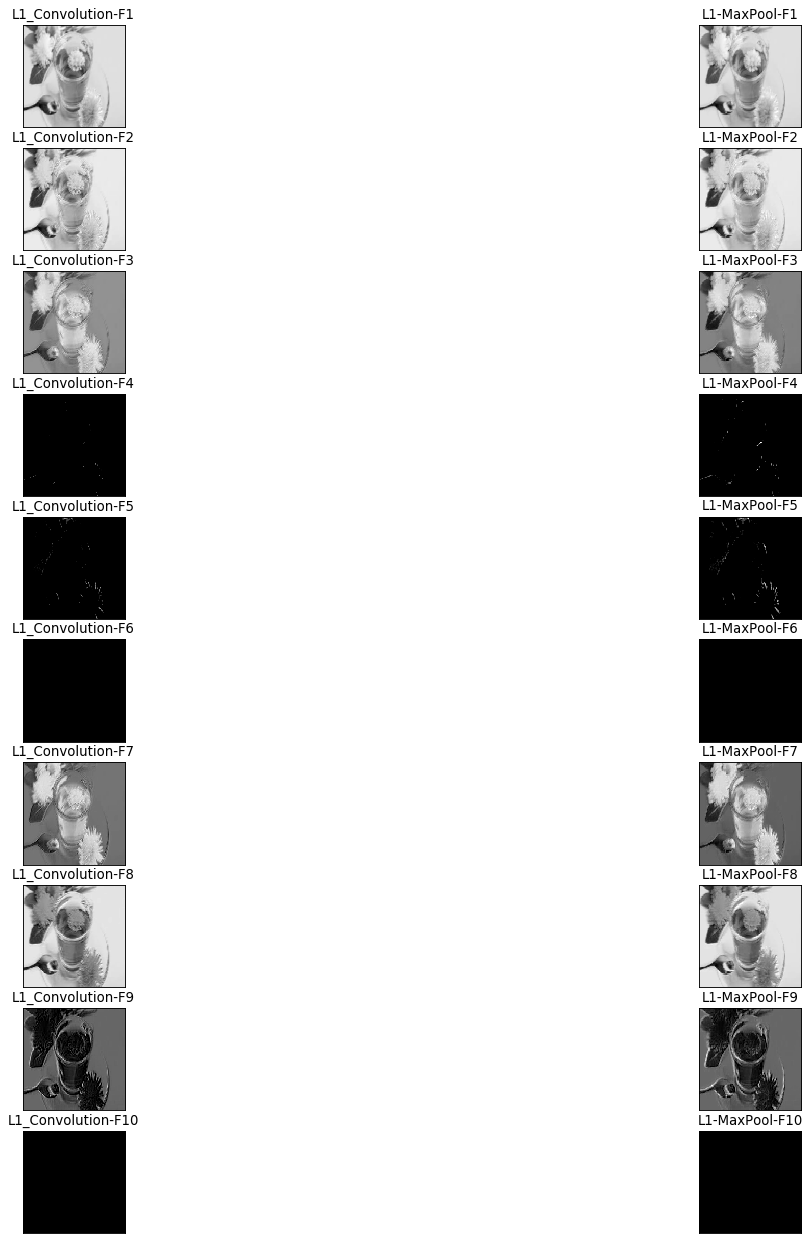 L1_Convolution-F1
L1-MaxPool-F1
L1_Convolution-F2
L1-MaxPool-F2
L1_Convolution-F3
L1-MaxPool-F3
L1_Convolution-F4
L1-MaxPool-F4
L1_Convolution-F5
L1-MaxPool-F5
L1_Convolution-F6
L1-MaxPool-F6
L1_Convolution-F7
L1-MaxPool-F7
L1_Convolution-F8
L1-MaxPool-F8
L1_Convolution-F9
L1-MaxPool-F9
L1_Convolution-F10
L1-MaxPool-F10